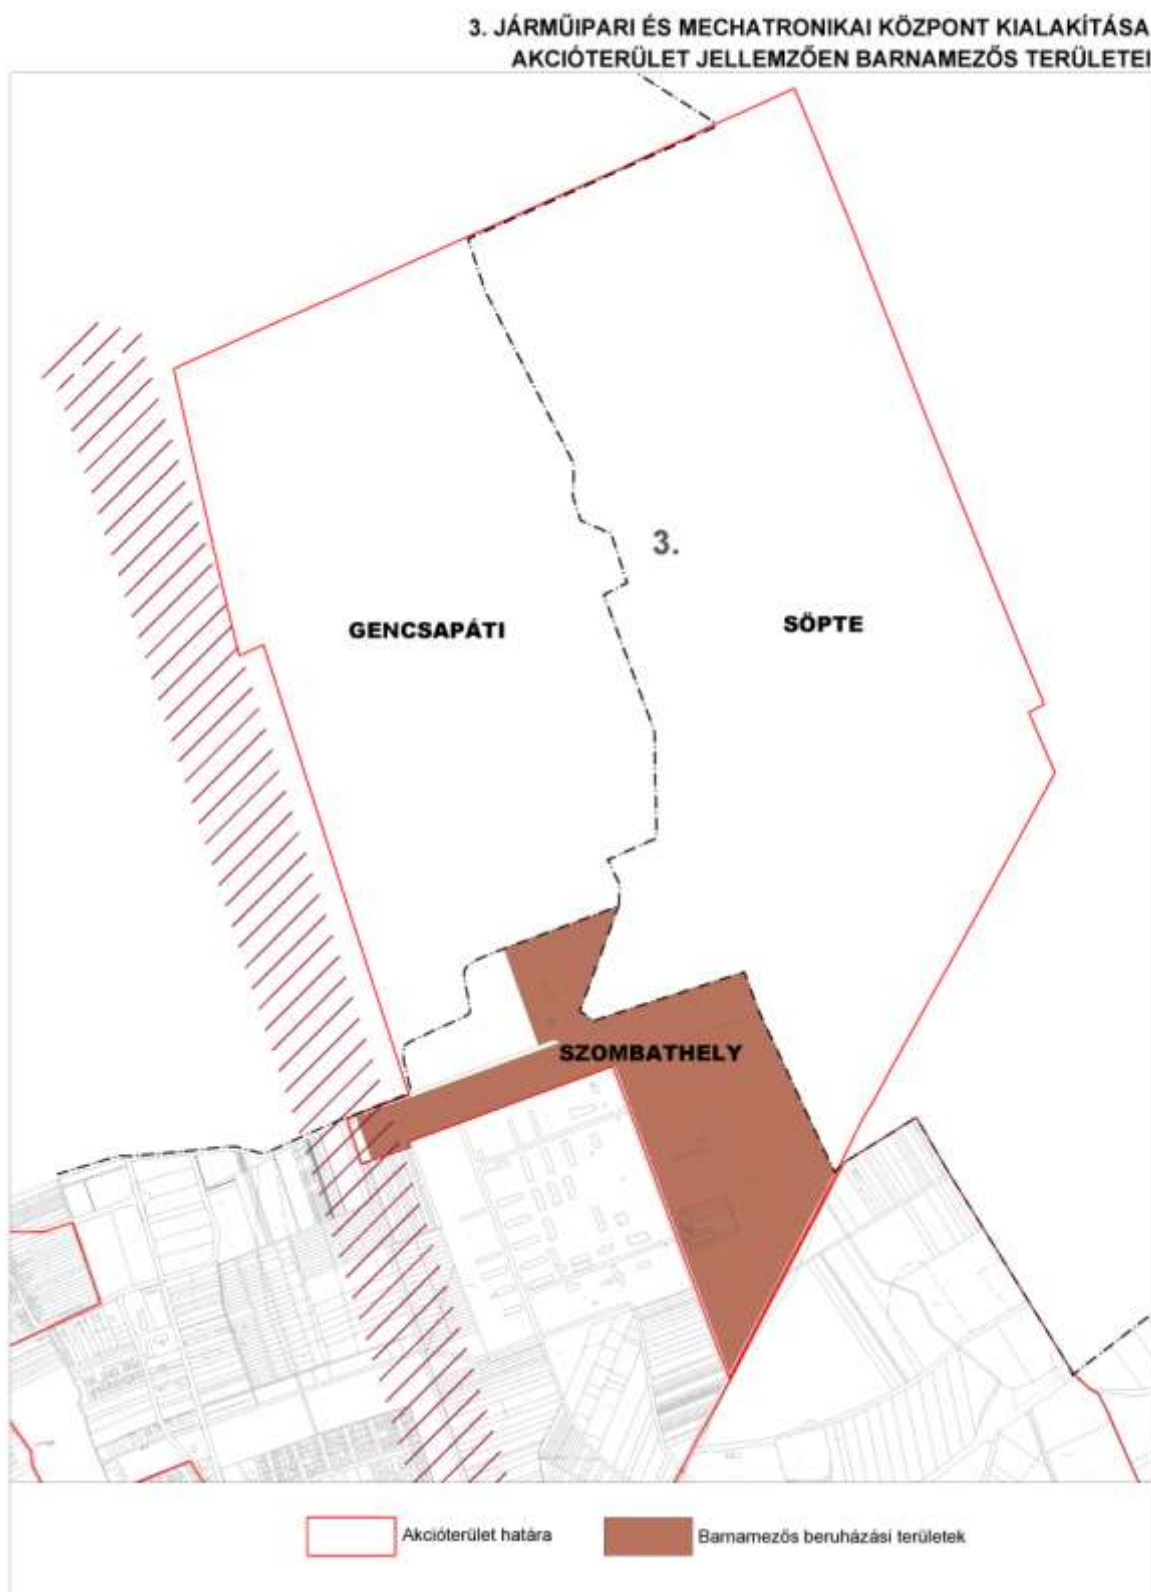 3. JÁRMŰIPARI ÉS MECHATRONIKAI KÖZPONT KIALAKÍTÁSA
AKCIÓTERÜLET JELLEMZŐEN BARNAMEZŐS TERÜLETEI
3.
GENCSAPÁTI
SÖPTE
SZOMBATHELY
Akcióterület határa
Barnamezős beruházási területek